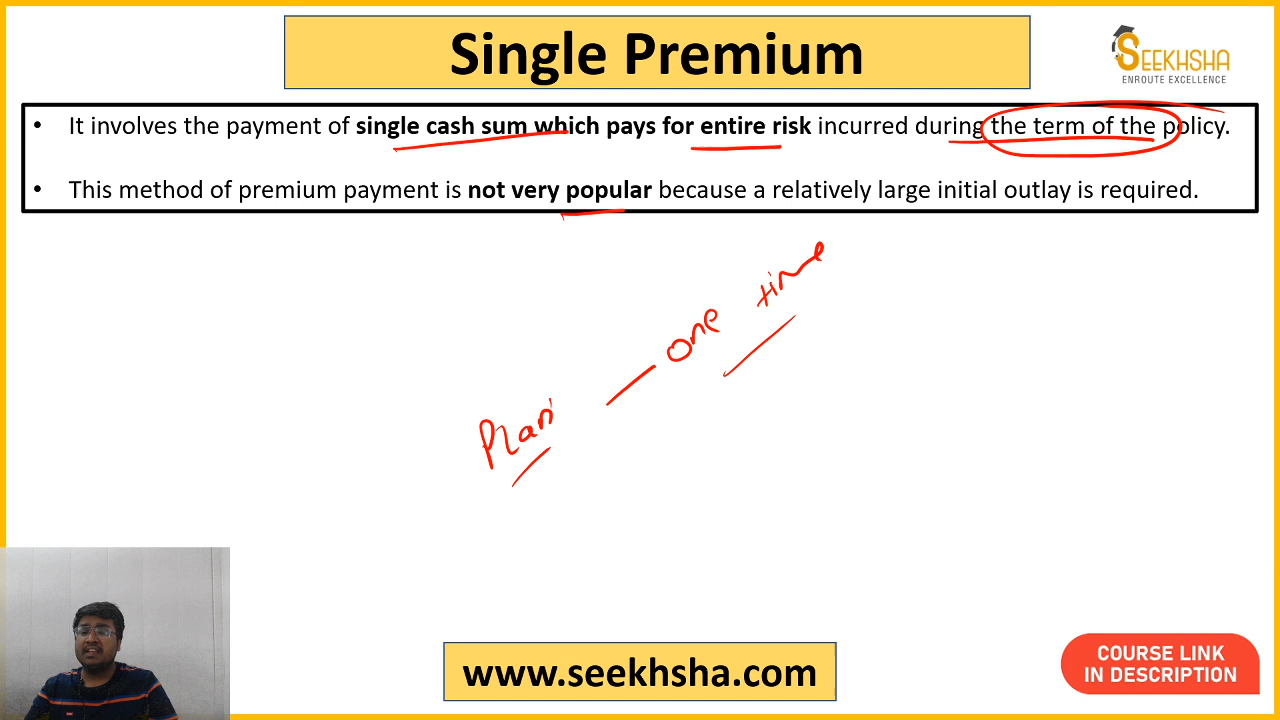 Single Premium
SEEKHSHA
ENROUTE EXCELLENCE
• It involves the payment of single cash sum which pays for entire risk incurred during the term of the policy.
• This method of premium payment is not very popular because a relatively large initial outlay is required.
Plan — one time
www.seekhsha.com
COURSE LINK
IN DESCRIPTION